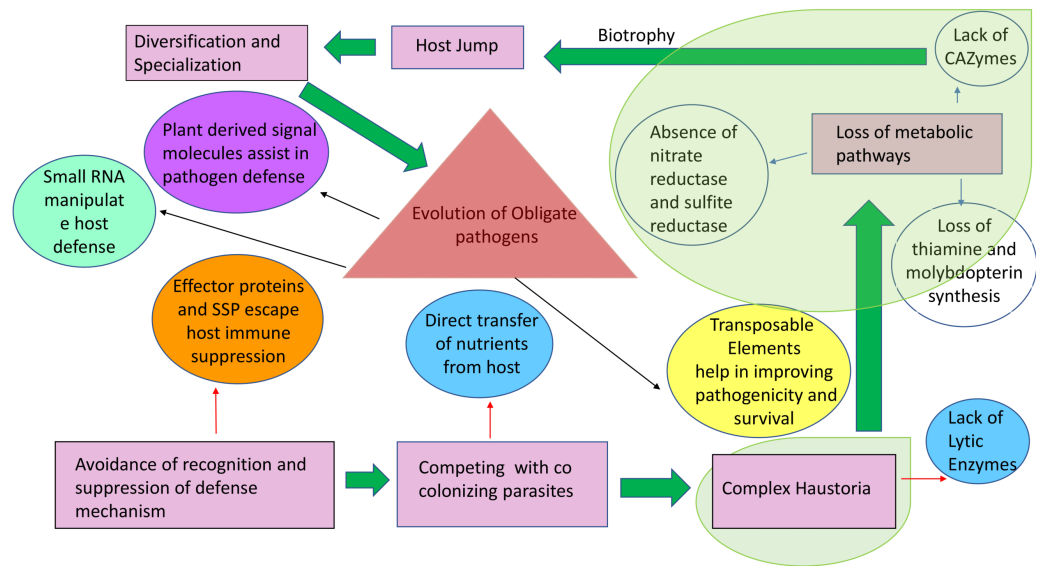 Diversification and
Specialization
Host Jump
Biotrophy
Lack of
CAZymes
Plant derived signal
molecules assist in
pathogen defense
Absence of
nitrate
reductase
and sulfite
reductase
Loss of metabolic
pathways
Small RNA
manipulat
e host
defense
Evolution of Obligate
pathogens
Loss of
thiamine and
molybdopterin
synthesis
Effector proteins
and SSP escape
host immune
suppression
Direct transfer
of nutrients
from host
Transposable
Elements
help in improving
pathogenicity and
survival
Lack of
Lytic
Enzymes
Avoidance of recognition and
suppression of defense
mechanism
Competing with co
colonizing parasites
Complex Haustoria